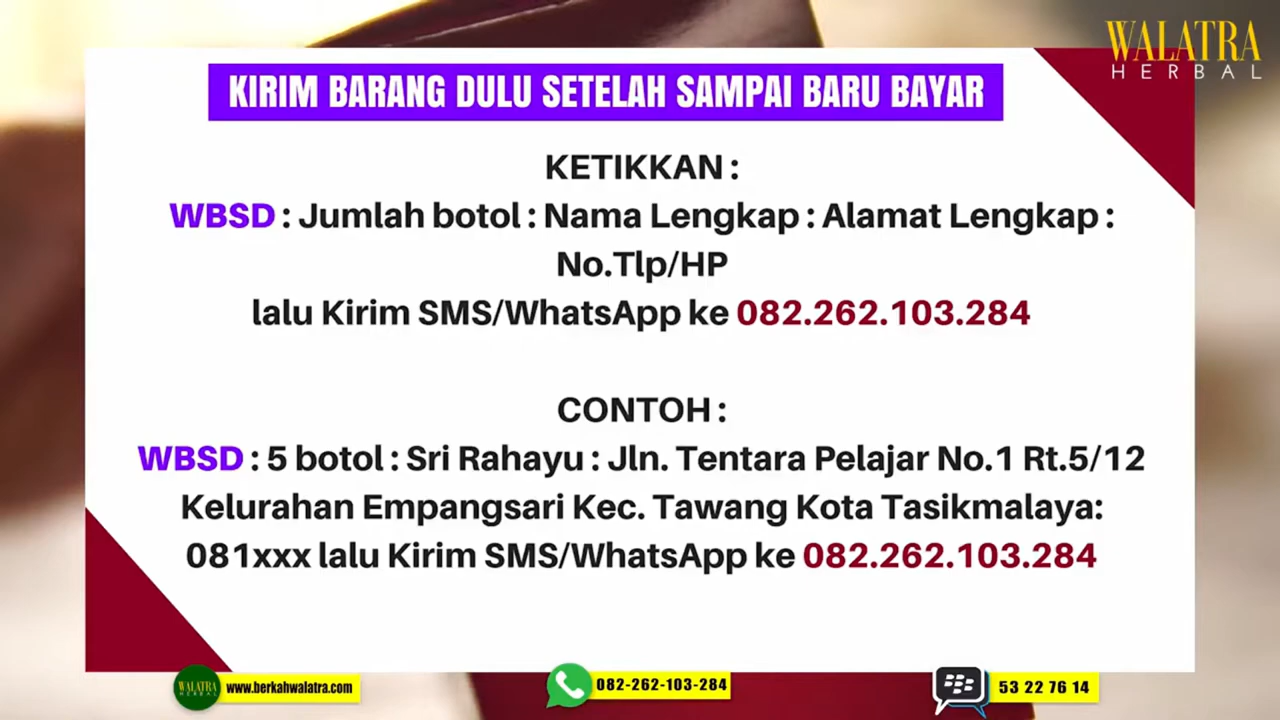 WALATRA
HERBAL
KIRIM BARANG DULU SETELAH SAMPAI BARU BAYAR
KETIKKAN :
WBSD : Jumlah botol : Nama Lengkap : Alamat Lengkap :
No.Tlp/HP
lalu Kirim SMS/WhatsApp ke 082.262.103.284
CONTOH :
WBSD : 5 botol : Sri Rahayu : Jln. Tentara Pelajar No.1 Rt.5/12
Kelurahan Empangsari Kec. Tawang Kota Tasikmalaya:
081xxx lalu Kirim SMS/WhatsApp ke 082.262.103.284
WALATRA
HERBAL
www.berkahwalatra.com
082-262-103-284
53 22 76 14